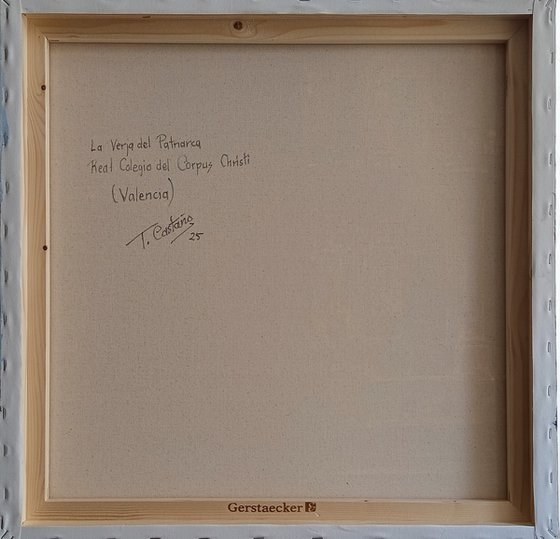 La Verja del Patriarca
Real Colegio del Corpus Christi
(Valencia)
T. Castaño
25
Gerstaecker